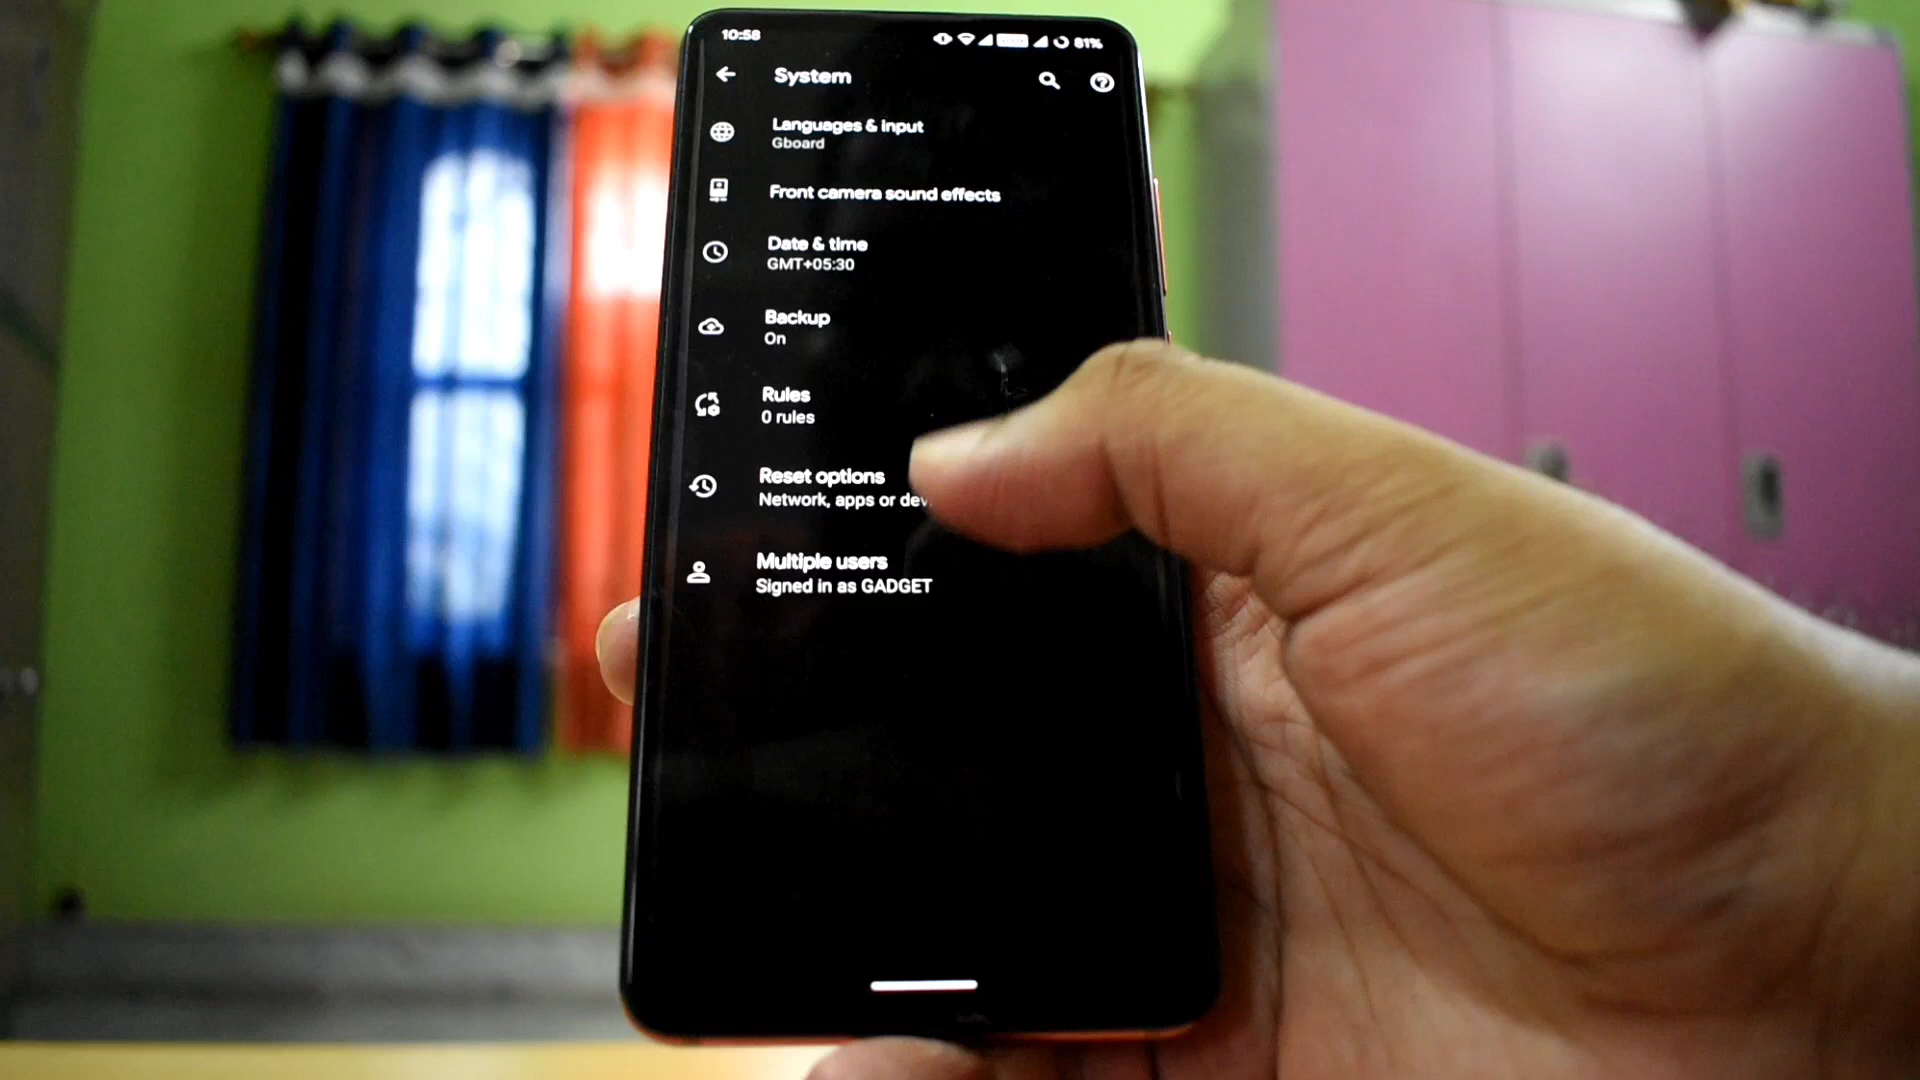 10:58
81%
System
Languages & input
Gboard
Front camera sound effects
Date & time
GMT+05:30
Backup
On
Rules
0 rules
Reset options
Network, apps or
Multiple users
Signed in as GADGET